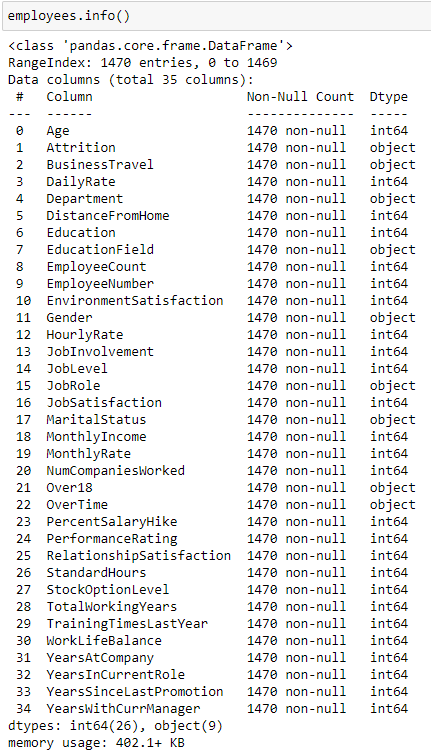 employees.info()
<class 'pandas.core.frame.DataFrame'>
RangeIndex: 1470 entries, 0 to 1469
Data columns (total 35 columns):
 #   Column                    Non-Null Count  Dtype
---  ------                    --------------  -----
 0   Age                       1470 non-null   int64
 1   Attrition                 1470 non-null   object
 2   BusinessTravel            1470 non-null   object
 3   DailyRate                 1470 non-null   int64
 4   Department                1470 non-null   object
 5   DistanceFromHome          1470 non-null   int64
 6   Education                 1470 non-null   int64
 7   EducationField            1470 non-null   object
 8   EmployeeCount             1470 non-null   int64
 9   EmployeeNumber            1470 non-null   int64
 10  EnvironmentSatisfaction   1470 non-null   int64
 11  Gender                    1470 non-null   object
 12  HourlyRate                1470 non-null   int64
 13  JobInvolvement            1470 non-null   int64
 14  JobLevel                  1470 non-null   int64
 15  JobRole                   1470 non-null   object
 16  JobSatisfaction           1470 non-null   int64
 17  MaritalStatus             1470 non-null   object
 18  MonthlyIncome             1470 non-null   int64
 19  MonthlyRate               1470 non-null   int64
 20  NumCompaniesWorked        1470 non-null   int64
 21  Over18                    1470 non-null   object
 22  OverTime                  1470 non-null   object
 23  PercentSalaryHike         1470 non-null   int64
 24  PerformanceRating         1470 non-null   int64
 25  RelationshipSatisfaction  1470 non-null   int64
 26  StandardHours             1470 non-null   int64
 27  StockOptionLevel          1470 non-null   int64
 28  TotalWorkingYears         1470 non-null   int64
 29  TrainingTimesLastYear     1470 non-null   int64
 30  WorkLifeBalance           1470 non-null   int64
 31  YearsAtCompany            1470 non-null   int64
 32  YearsInCurrentRole        1470 non-null   int64
 33  YearsSinceLastPromotion   1470 non-null   int64
 34  YearsWithCurrManager      1470 non-null   int64
dtypes: int64(26), object(9)
memory usage: 402.1+ KB